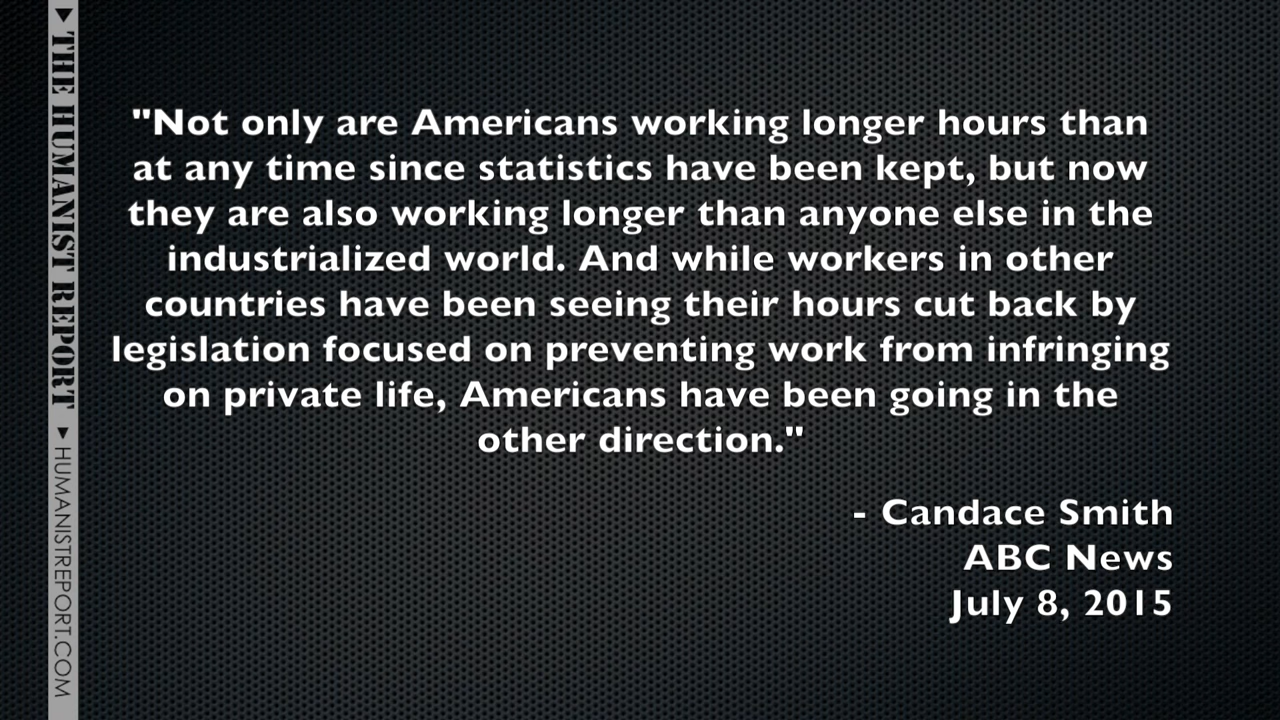 ▼ THE HUMANIST REPORT ▼ HUMANISTREPORT.COM
"Not only are Americans working longer hours than
at any time since statistics have been kept, but now
they are also working longer than anyone else in the
industrialized world. And while workers in other
countries have been seeing their hours cut back by
legislation focused on preventing work from infringing
on private life, Americans have been going in the
other direction."
- Candace Smith
ABC News
July 8, 2015